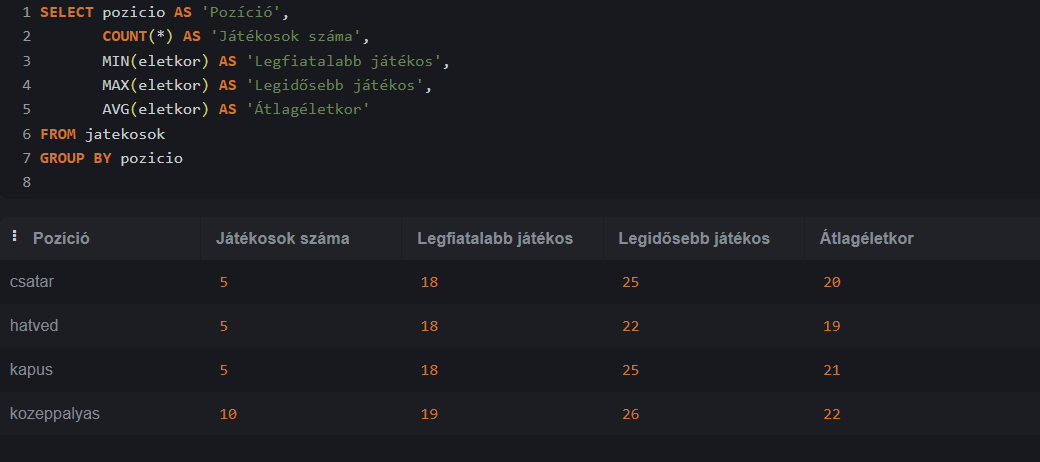 1 SELECT pozicio AS 'Pozíció',
2 COUNT(*) AS 'Játékosok száma',
3 MIN(eletkor) AS 'Legfiatalabb játékos',
4 MAX(eletkor) AS 'Legidősebb játékos',
5 AVG(eletkor) AS 'Átlagéletkor'
6 FROM jatekosok
7 GROUP BY pozicio
8
Pozíció Játékosok száma Legfiatalabb játékos Legidősebb játékos Átlagéletkor
csatar 5 18 25 20
hatved 5 18 22 19
kapus 5 18 25 21
kozeppalyas 10 19 26 22